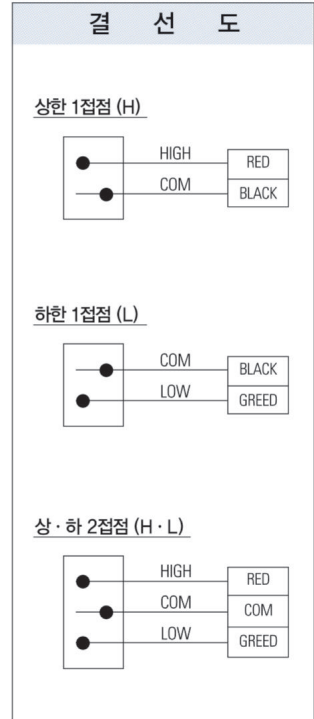 결 선 도
상한 1접점 (H)
HIGH
RED
COM
BLACK
하한 1접점 (L)
COM
BLACK
LOW
GREED
상 · 하 2접점 (H · L)
HIGH
RED
COM
COM
LOW
GREED